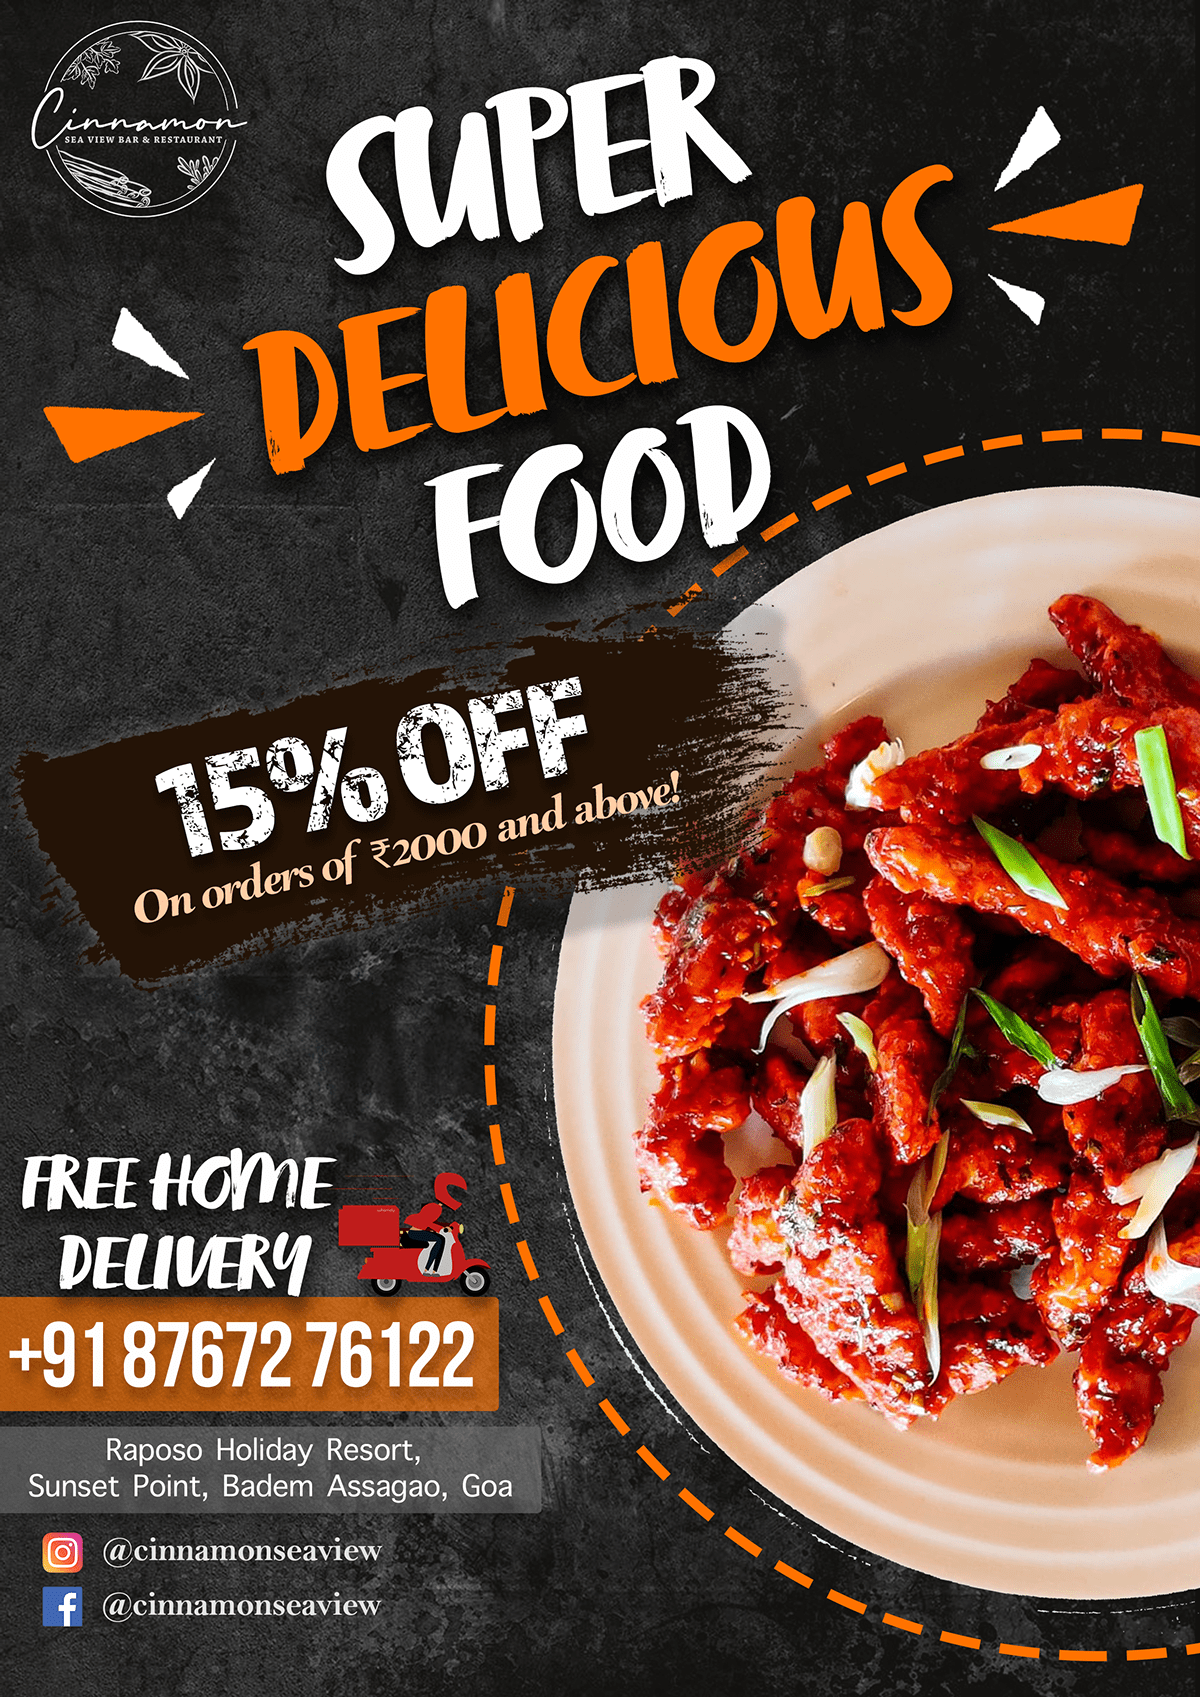 Cinnamon
SEA VIEW BAR & RESTAURANT
SUPER
DELICIOUS
FOOD
15% OFF
On orders of ₹2000 and above!
FREE HOME
DELIVERY
+91 87672 76122
Raposo Holiday Resort,
Sunset Point, Badem Assagao, Goa
@cinnamonseaview
@cinnamonseaview